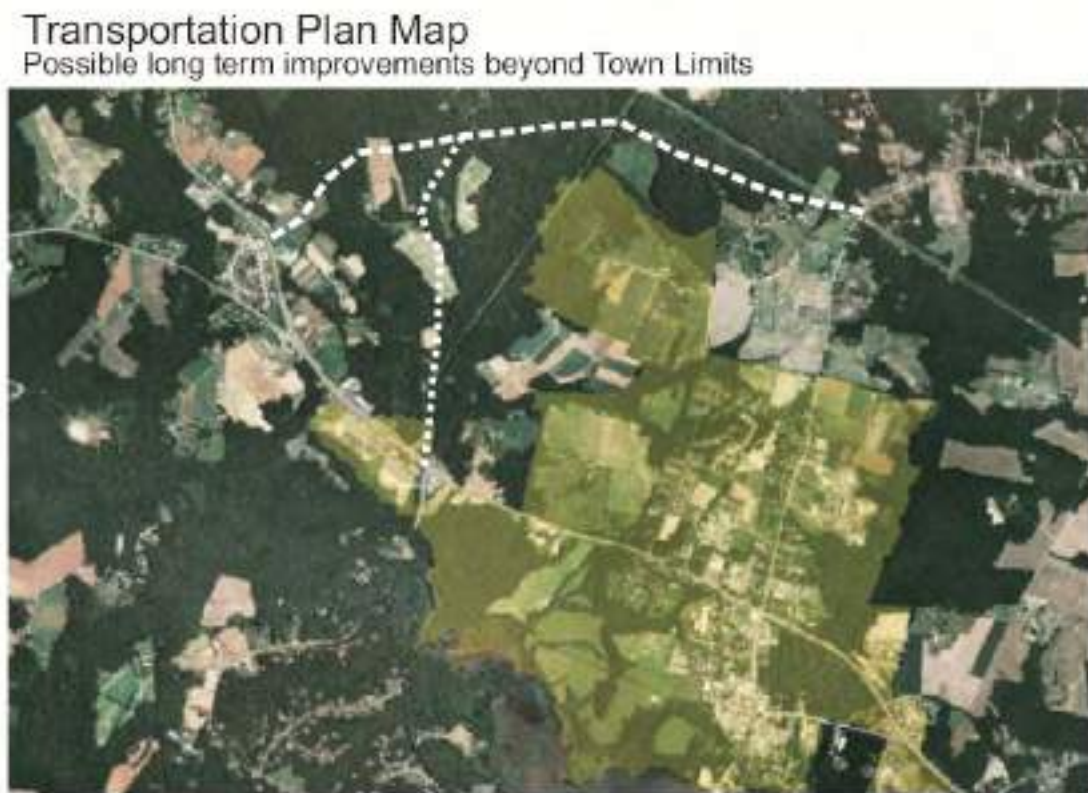 Transportation Plan Map
Possible long term improvements beyond Town Limits